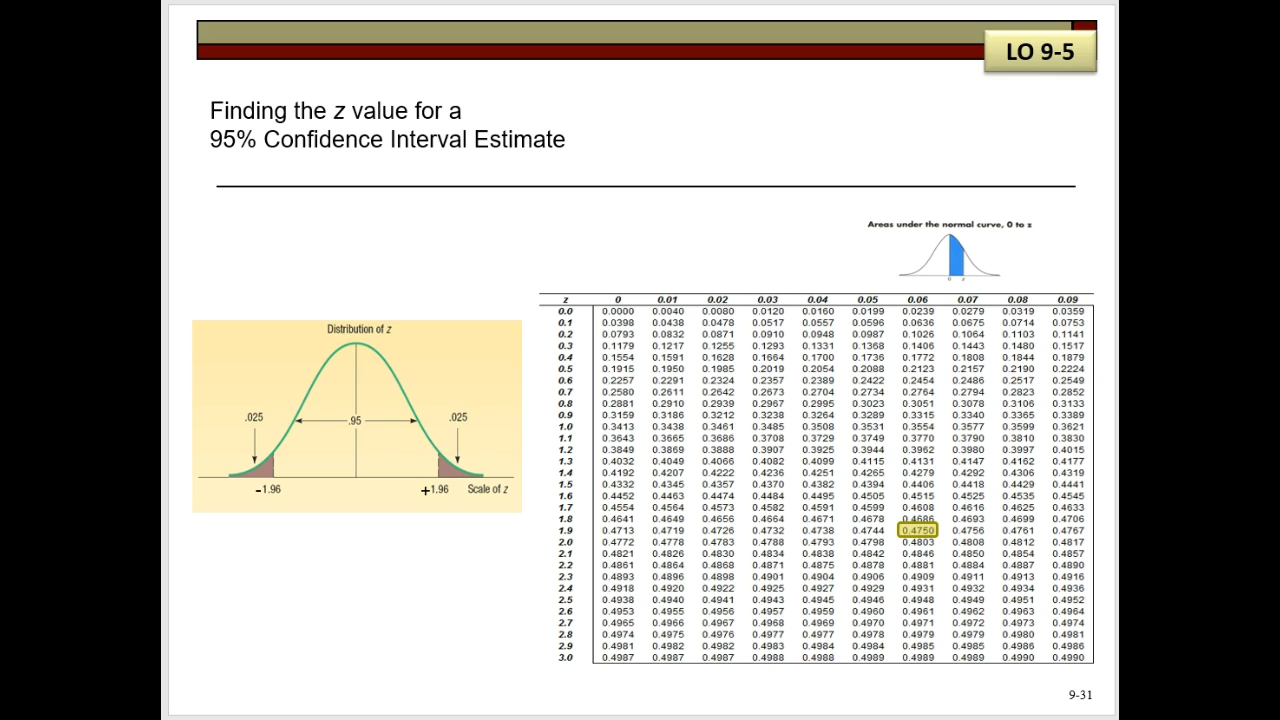 LO 9-5
Finding the z value for a
95% Confidence Interval Estimate
Areas under the normal curve, 0 to z
0 z
Distribution of z
.025 .95 .025
−1.96 +1.96 Scale of z
z 0 0.01 0.02 0.03 0.04 0.05 0.06 0.07 0.08 0.09
0.0 0.0000 0.0040 0.0080 0.0120 0.0160 0.0199 0.0239 0.0279 0.0319 0.0359
0.1 0.0398 0.0438 0.0478 0.0517 0.0557 0.0596 0.0636 0.0675 0.0714 0.0753
0.2 0.0793 0.0832 0.0871 0.0910 0.0948 0.0987 0.1026 0.1064 0.1103 0.1141
0.3 0.1179 0.1217 0.1255 0.1293 0.1331 0.1368 0.1406 0.1443 0.1480 0.1517
0.4 0.1554 0.1591 0.1628 0.1664 0.1700 0.1736 0.1772 0.1808 0.1844 0.1879
0.5 0.1915 0.1950 0.1985 0.2019 0.2054 0.2088 0.2123 0.2157 0.2190 0.2224
0.6 0.2257 0.2291 0.2324 0.2357 0.2389 0.2422 0.2454 0.2486 0.2517 0.2549
0.7 0.2580 0.2611 0.2642 0.2673 0.2704 0.2734 0.2764 0.2794 0.2823 0.2852
0.8 0.2881 0.2910 0.2939 0.2967 0.2995 0.3023 0.3051 0.3078 0.3106 0.3133
0.9 0.3159 0.3186 0.3212 0.3238 0.3264 0.3289 0.3315 0.3340 0.3365 0.3389
1.0 0.3413 0.3438 0.3461 0.3485 0.3508 0.3531 0.3554 0.3577 0.3599 0.3621
1.1 0.3643 0.3665 0.3686 0.3708 0.3729 0.3749 0.3770 0.3790 0.3810 0.3830
1.2 0.3849 0.3869 0.3888 0.3907 0.3925 0.3944 0.3962 0.3980 0.3997 0.4015
1.3 0.4032 0.4049 0.4066 0.4082 0.4099 0.4115 0.4131 0.4147 0.4162 0.4177
1.4 0.4192 0.4207 0.4222 0.4236 0.4251 0.4265 0.4279 0.4292 0.4306 0.4319
1.5 0.4332 0.4345 0.4357 0.4370 0.4382 0.4394 0.4406 0.4418 0.4429 0.4441
1.6 0.4452 0.4463 0.4474 0.4484 0.4495 0.4505 0.4515 0.4525 0.4535 0.4545
1.7 0.4554 0.4564 0.4573 0.4582 0.4591 0.4599 0.4608 0.4616 0.4625 0.4633
1.8 0.4641 0.4649 0.4656 0.4664 0.4671 0.4678 0.4686 0.4693 0.4699 0.4706
1.9 0.4713 0.4719 0.4726 0.4732 0.4738 0.4744 0.4750 0.4756 0.4761 0.4767
2.0 0.4772 0.4778 0.4783 0.4788 0.4793 0.4798 0.4803 0.4808 0.4812 0.4817
2.1 0.4821 0.4826 0.4830 0.4834 0.4838 0.4842 0.4846 0.4850 0.4854 0.4857
2.2 0.4861 0.4864 0.4868 0.4871 0.4875 0.4878 0.4881 0.4884 0.4887 0.4890
2.3 0.4893 0.4896 0.4898 0.4901 0.4904 0.4906 0.4909 0.4911 0.4913 0.4916
2.4 0.4918 0.4920 0.4922 0.4925 0.4927 0.4929 0.4931 0.4932 0.4934 0.4936
2.5 0.4938 0.4940 0.4941 0.4943 0.4945 0.4946 0.4948 0.4949 0.4951 0.4952
2.6 0.4953 0.4955 0.4956 0.4957 0.4959 0.4960 0.4961 0.4962 0.4963 0.4964
2.7 0.4965 0.4966 0.4967 0.4968 0.4969 0.4970 0.4971 0.4972 0.4973 0.4974
2.8 0.4974 0.4975 0.4976 0.4977 0.4977 0.4978 0.4979 0.4979 0.4980 0.4981
2.9 0.4981 0.4982 0.4982 0.4983 0.4984 0.4984 0.4985 0.4985 0.4986 0.4986
3.0 0.4987 0.4987 0.4987 0.4988 0.4988 0.4989 0.4989 0.4989 0.4990 0.4990
9-31